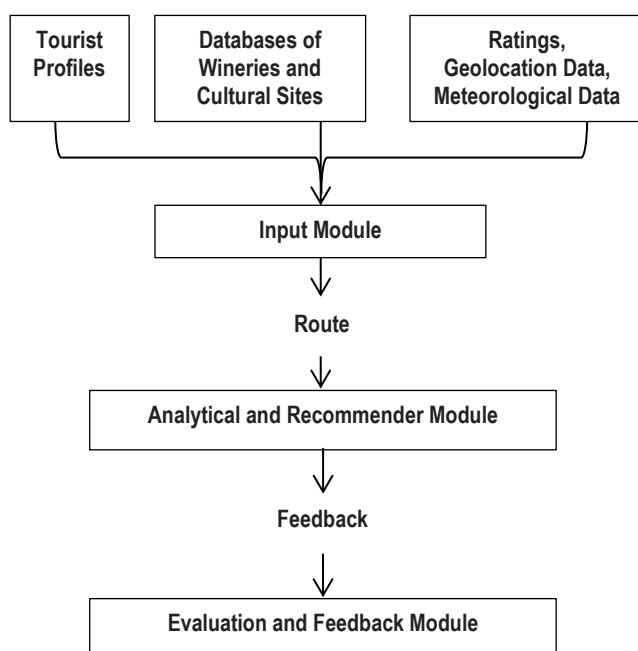 Tourist
Profiles
Databases of
Wineries and
Cultural Sites
Ratings,
Geolocation Data,
Meteorological Data
Input Module
Route
Analytical and Recommender Module
Feedback
Evaluation and Feedback Module